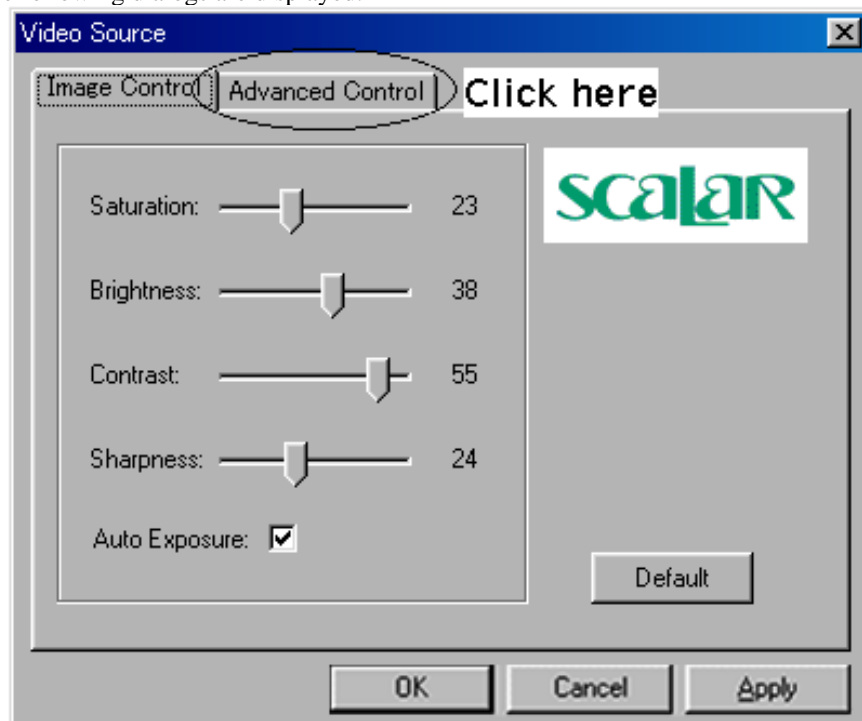 Video Source
Image Control Advanced Control Click here
scalar
Saturation: 23
Brightness: 38
Contrast: 55
Sharpness: 24
Auto Exposure:
Default
OK Cancel Apply